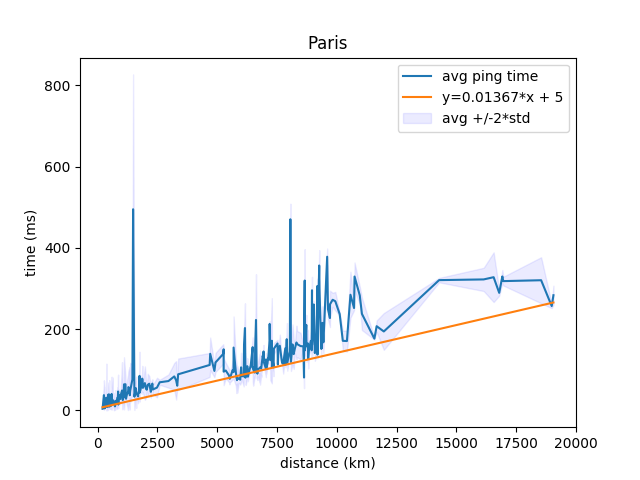 Paris
avg ping time
y=0.01367*x + 5
avg +/-2*std
800
600
400
200
0
time (ms)
0 2500 5000 7500 10000 12500 15000 17500 20000
distance (km)